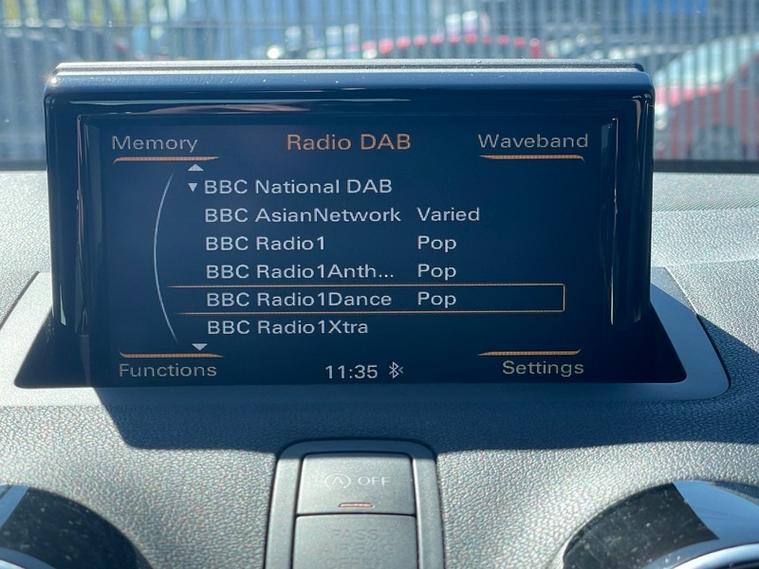 Memory Radio DAB Waveband
BBC National DAB
BBC AsianNetwork Varied
BBC Radio1 Pop
BBC Radio1Anth... Pop
BBC Radio1Dance Pop
BBC Radio1Xtra
Functions 11:35 Settings
OFF